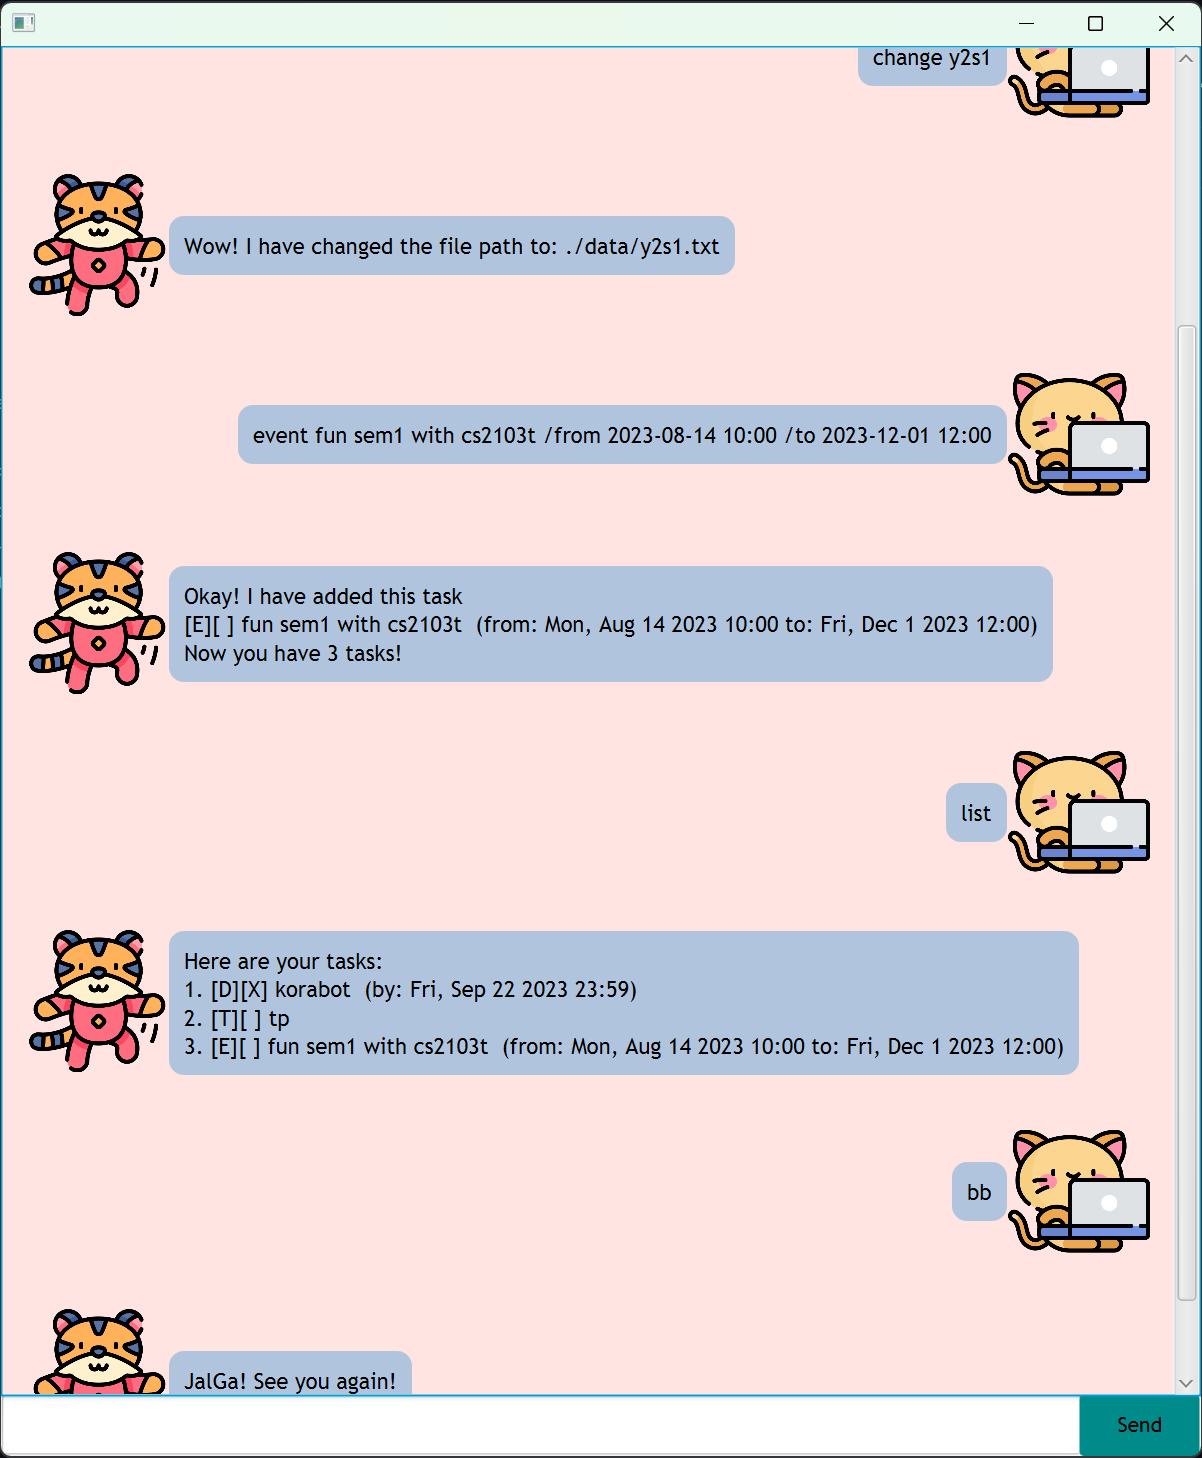 change y2s1
Wow! I have changed the file path to: ./data/y2s1.txt
event fun sem1 with cs2103t /from 2023-08-14 10:00 /to 2023-12-01 12:00
Okay! I have added this task
[E][ ] fun sem1 with cs2103t  (from: Mon, Aug 14 2023 10:00 to: Fri, Dec 1 2023 12:00)
Now you have 3 tasks!
list
Here are your tasks:
1. [D][X] korabot  (by: Fri, Sep 22 2023 23:59)
2. [T][ ] tp
3. [E][ ] fun sem1 with cs2103t  (from: Mon, Aug 14 2023 10:00 to: Fri, Dec 1 2023 12:00)
bb
JalGa! See you again!
Send